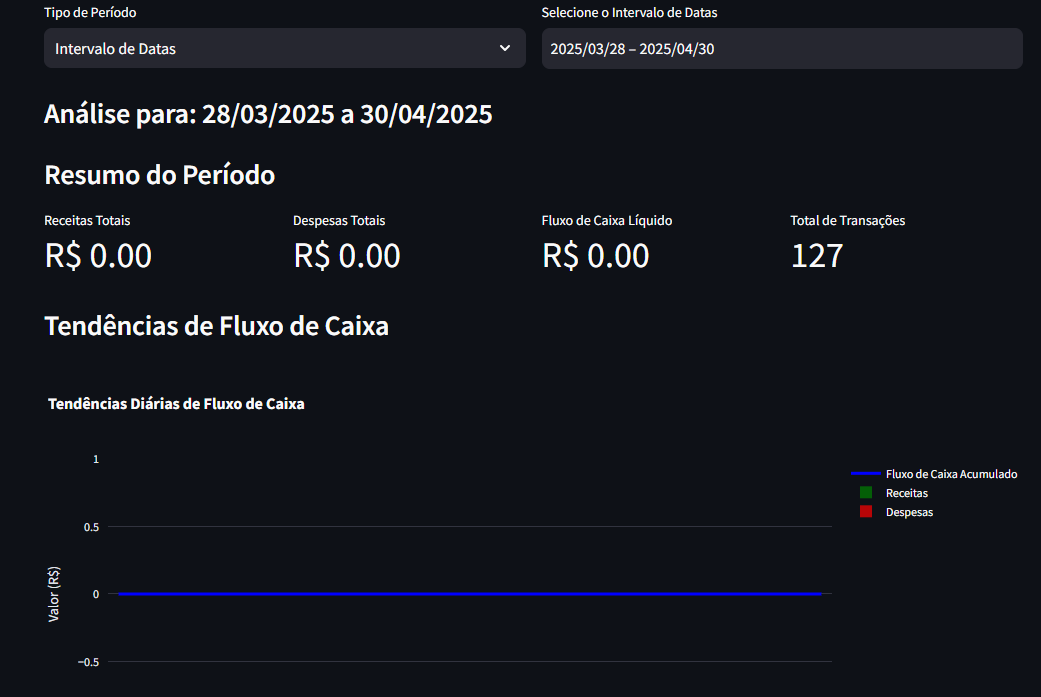 Tipo de Período
Selecione o Intervalo de Datas
Intervalo de Datas
2025/03/28 – 2025/04/30
Análise para: 28/03/2025 a 30/04/2025
Resumo do Período
Receitas Totais
Despesas Totais
Fluxo de Caixa Líquido
Total de Transações
R$ 0.00
R$ 0.00
R$ 0.00
127
Tendências de Fluxo de Caixa
Tendências Diárias de Fluxo de Caixa
1
0.5
0
−0.5
Valor (R$)
Fluxo de Caixa Acumulado
Receitas
Despesas